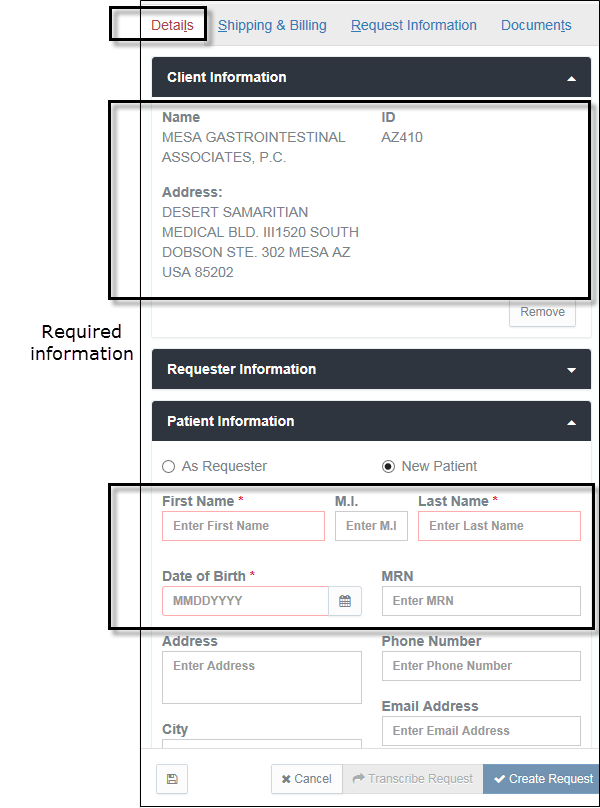 Details Shipping & Billing Request Information Documents
Client Information
Name ID
MESA GASTROINTESTINAL AZ410
ASSOCIATES, P.C.
Address:
DESERT SAMARITIAN
MEDICAL BLD. III1520 SOUTH
DOBSON STE. 302 MESA AZ
USA 85202
Remove
Required
information
Requester Information
Patient Information
As Requester New Patient
First Name * M.I. Last Name *
Enter First Name Enter M.I Enter Last Name
Date of Birth * MRN
MMDDYYYY Enter MRN
Address Phone Number
Enter Address Enter Phone Number
Email Address
City Enter Email Address
Cancel Transcribe Request Create Request